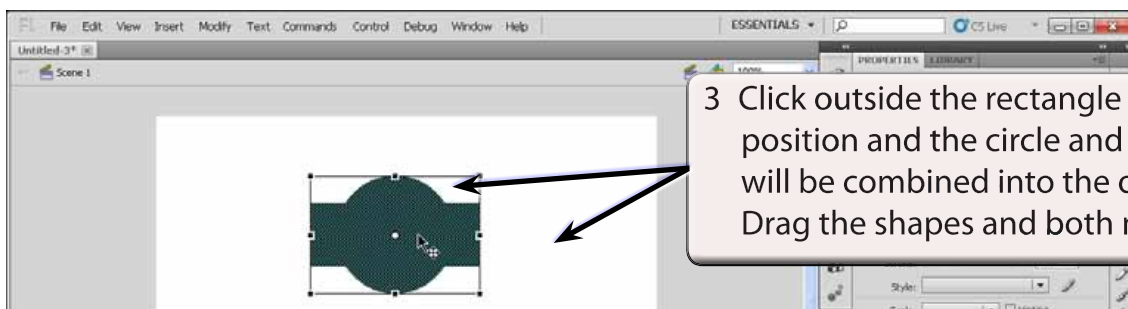 FL File Edit View Insert Modify Text Commands Control Debug Window Help ESSENTIALS CS Live
Untitled-3*
Scene 1
100%
PROPERTIES LIBRARY
3 Click outside the rectangle
position and the circle and
will be combined into the
Drag the shapes and both
Style: